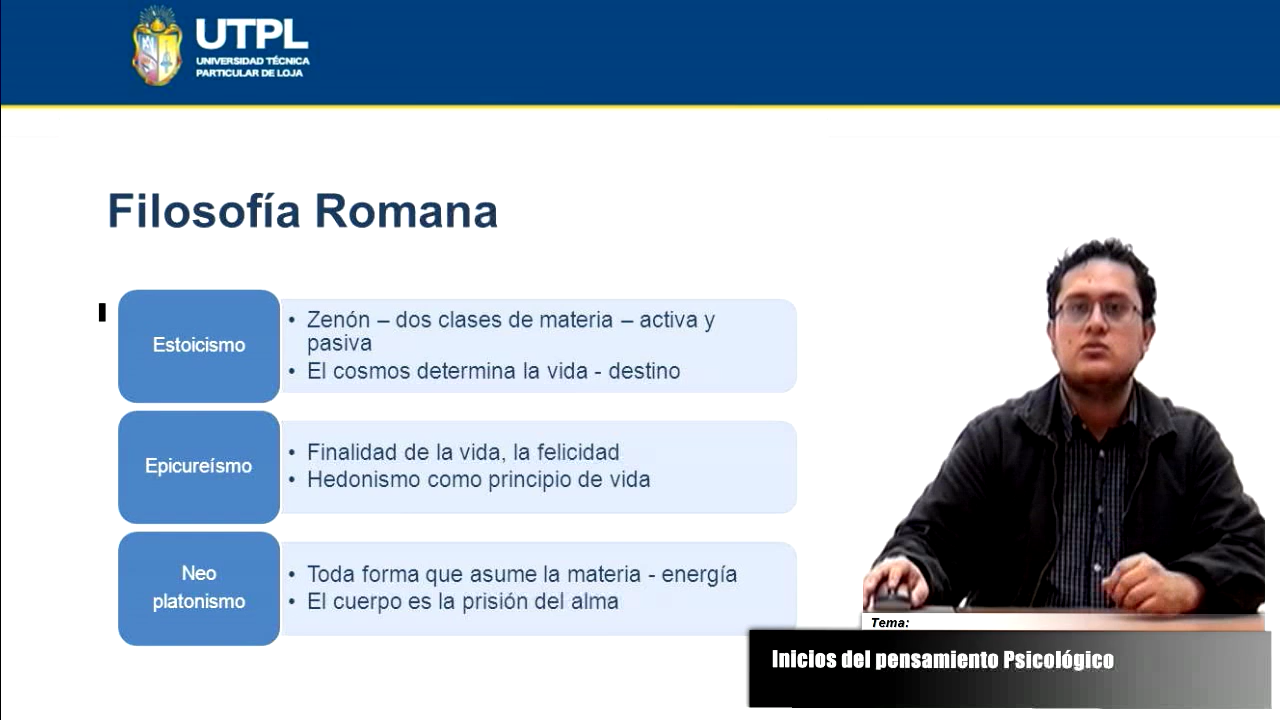 UTPL
UNIVERSIDAD TÉCNICA
PARTICULAR DE LOJA
Filosofía Romana
Estoicismo
• Zenón – dos clases de materia – activa y
pasiva
• El cosmos determina la vida - destino
Epicureísmo
• Finalidad de la vida, la felicidad
• Hedonismo como principio de vida
Neo
platonismo
• Toda forma que asume la materia - energía
• El cuerpo es la prisión del alma
Tema:
Inicios del pensamiento Psicológico